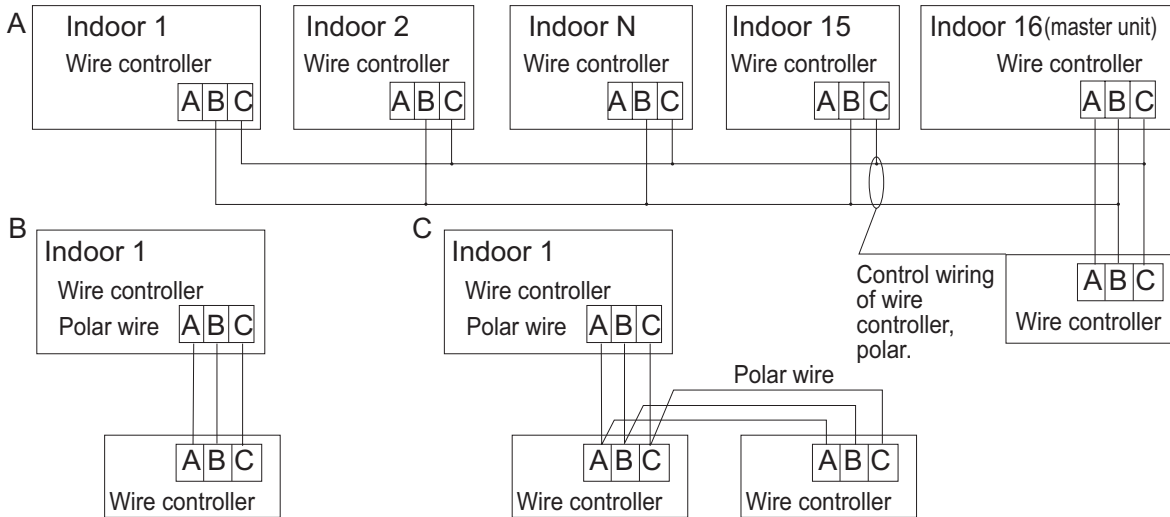 A
Indoor 1
Wire controller
A B C
Indoor 2
Wire controller
A B C
Indoor N
Wire controller
A B C
Indoor 15
Wire controller
A B C
Indoor 16(master unit)
Wire controller
A B C
Control wiring
of wire
controller,
polar.
A B C
Wire controller
B
Indoor 1
Wire controller
Polar wire
A B C
A B C
Wire controller
C
Indoor 1
Wire controller
Polar wire
A B C
Polar wire
A B C
Wire controller
A B C
Wire controller